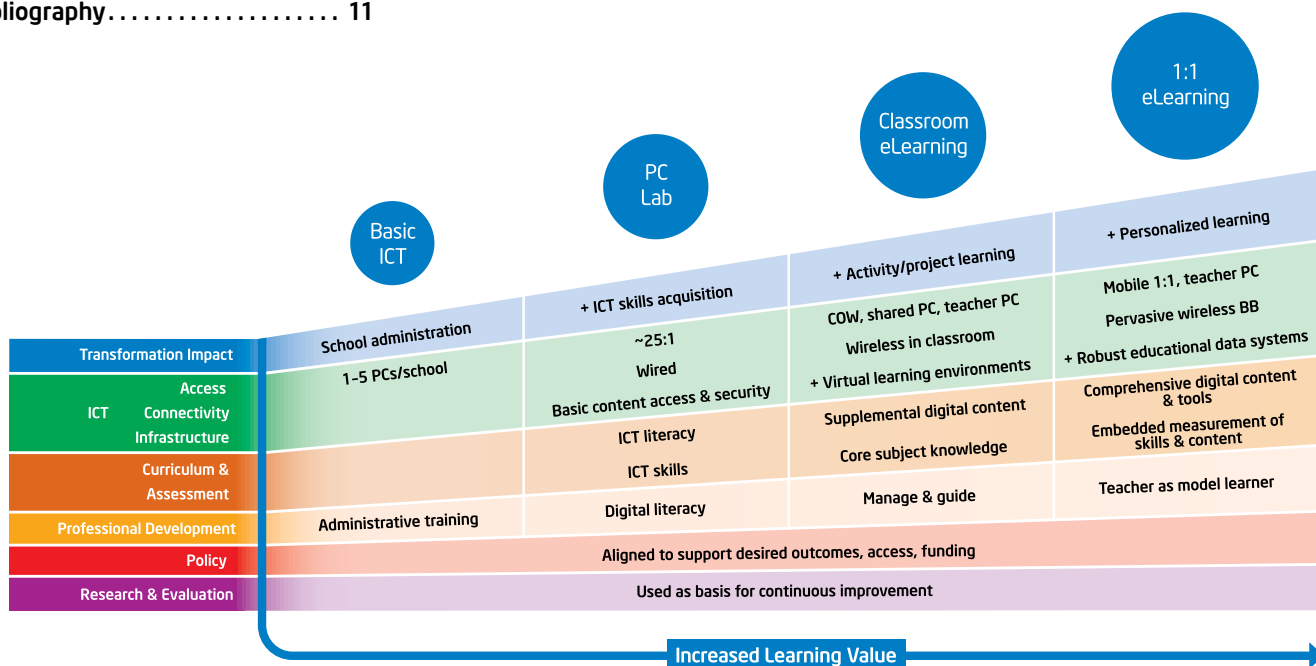 bliography. . . . . . . . . . . . . . . . . . . . 11
1:1
eLearning
Classroom
eLearning
PC
Lab
Basic
ICT
Transformation Impact
School administration
+ ICT skills acquisition
+ Activity/project learning
+ Personalized learning
ICT
Access
Connectivity
Infrastructure
1–5 PCs/school
~25:1
Wired
Basic content access & security
COW, shared PC, teacher PC
Wireless in classroom
+ Virtual learning environments
Mobile 1:1, teacher PC
Pervasive wireless BB
+ Robust educational data systems
Curriculum &
Assessment
ICT literacy
ICT skills
Supplemental digital content
Core subject knowledge
Comprehensive digital content
& tools
Embedded measurement of
skills & content
Professional Development
Administrative training
Digital literacy
Manage & guide
Teacher as model learner
Policy
Aligned to support desired outcomes, access, funding
Research & Evaluation
Used as basis for continuous improvement
Increased Learning Value